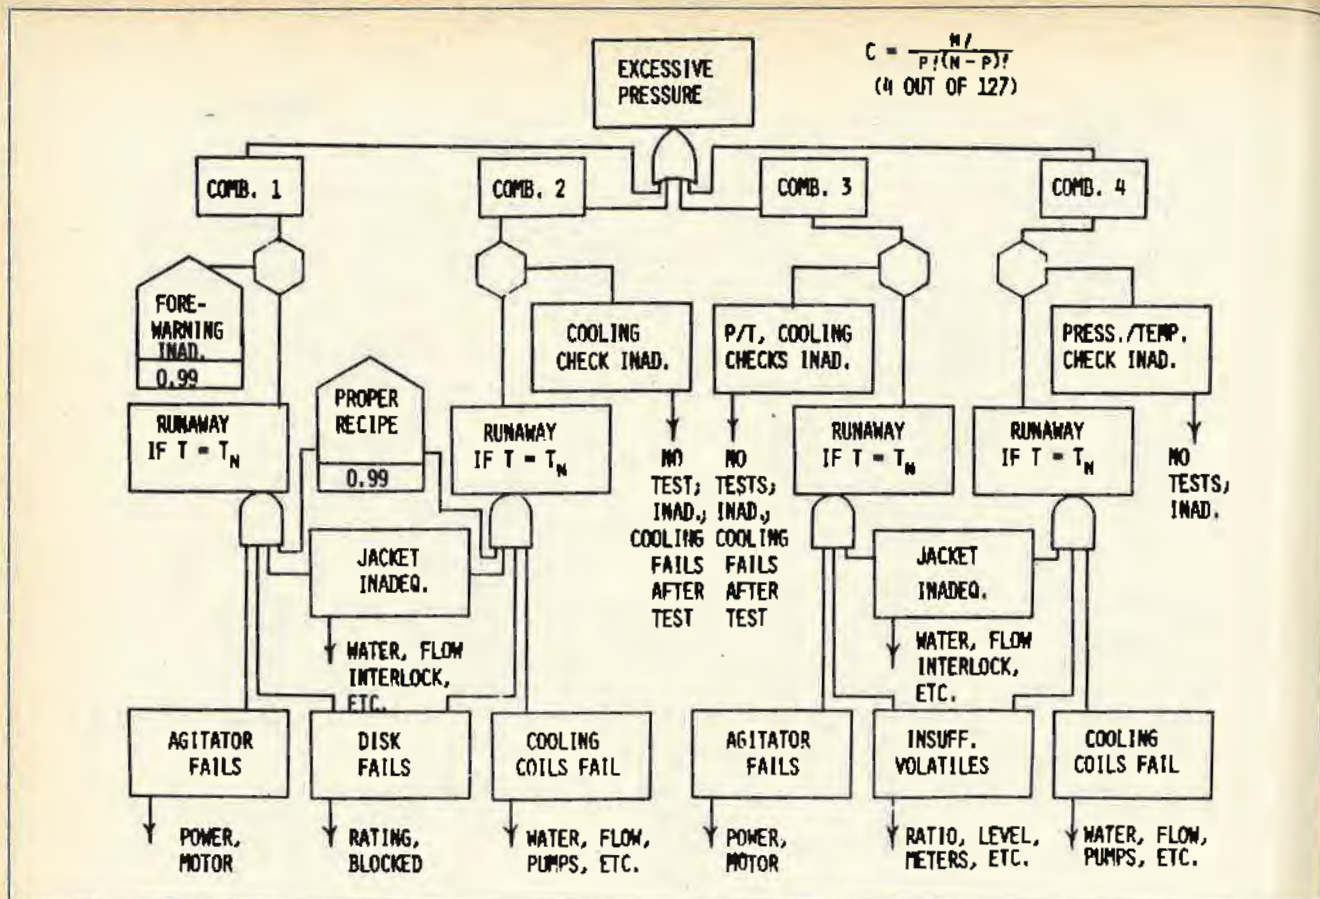 C = N!
P!(N - P)!
(4 OUT OF 127)
EXCESSIVE
PRESSURE
COMB. 1
COMB. 2
COMB. 3
COMB. 4
FORE-
WARNING
INAD.
0.99
COOLING
CHECK INAD.
P/T, COOLING
CHECKS INAD.
PRESS./TEMP.
CHECK INAD.
PROPER
RECIPE
0.99
RUNAWAY
IF T = TN
RUNAWAY
IF T = TN
RUNAWAY
IF T = TN
RUNAWAY
IF T = TN
NO
TEST;
INAD.;
COOLING
FAILS
AFTER
TEST
NO
TESTS;
INAD.;
COOLING
FAILS
AFTER
TEST
NO
TESTS;
INAD.
JACKET
INADEQ.
WATER, FLOW
INTERLOCK,
ETC.
JACKET
INADEQ.
WATER, FLOW
INTERLOCK,
ETC.
AGITATOR
FAILS
DISK
FAILS
COOLING
COILS FAIL
AGITATOR
FAILS
INSUFF.
VOLATILES
COOLING
COILS FAIL
POWER,
MOTOR
RATING,
BLOCKED
WATER, FLOW,
PUMPS, ETC.
POWER,
MOTOR
RATIO, LEVEL,
METERS, ETC.
WATER, FLOW,
PUMPS, ETC.